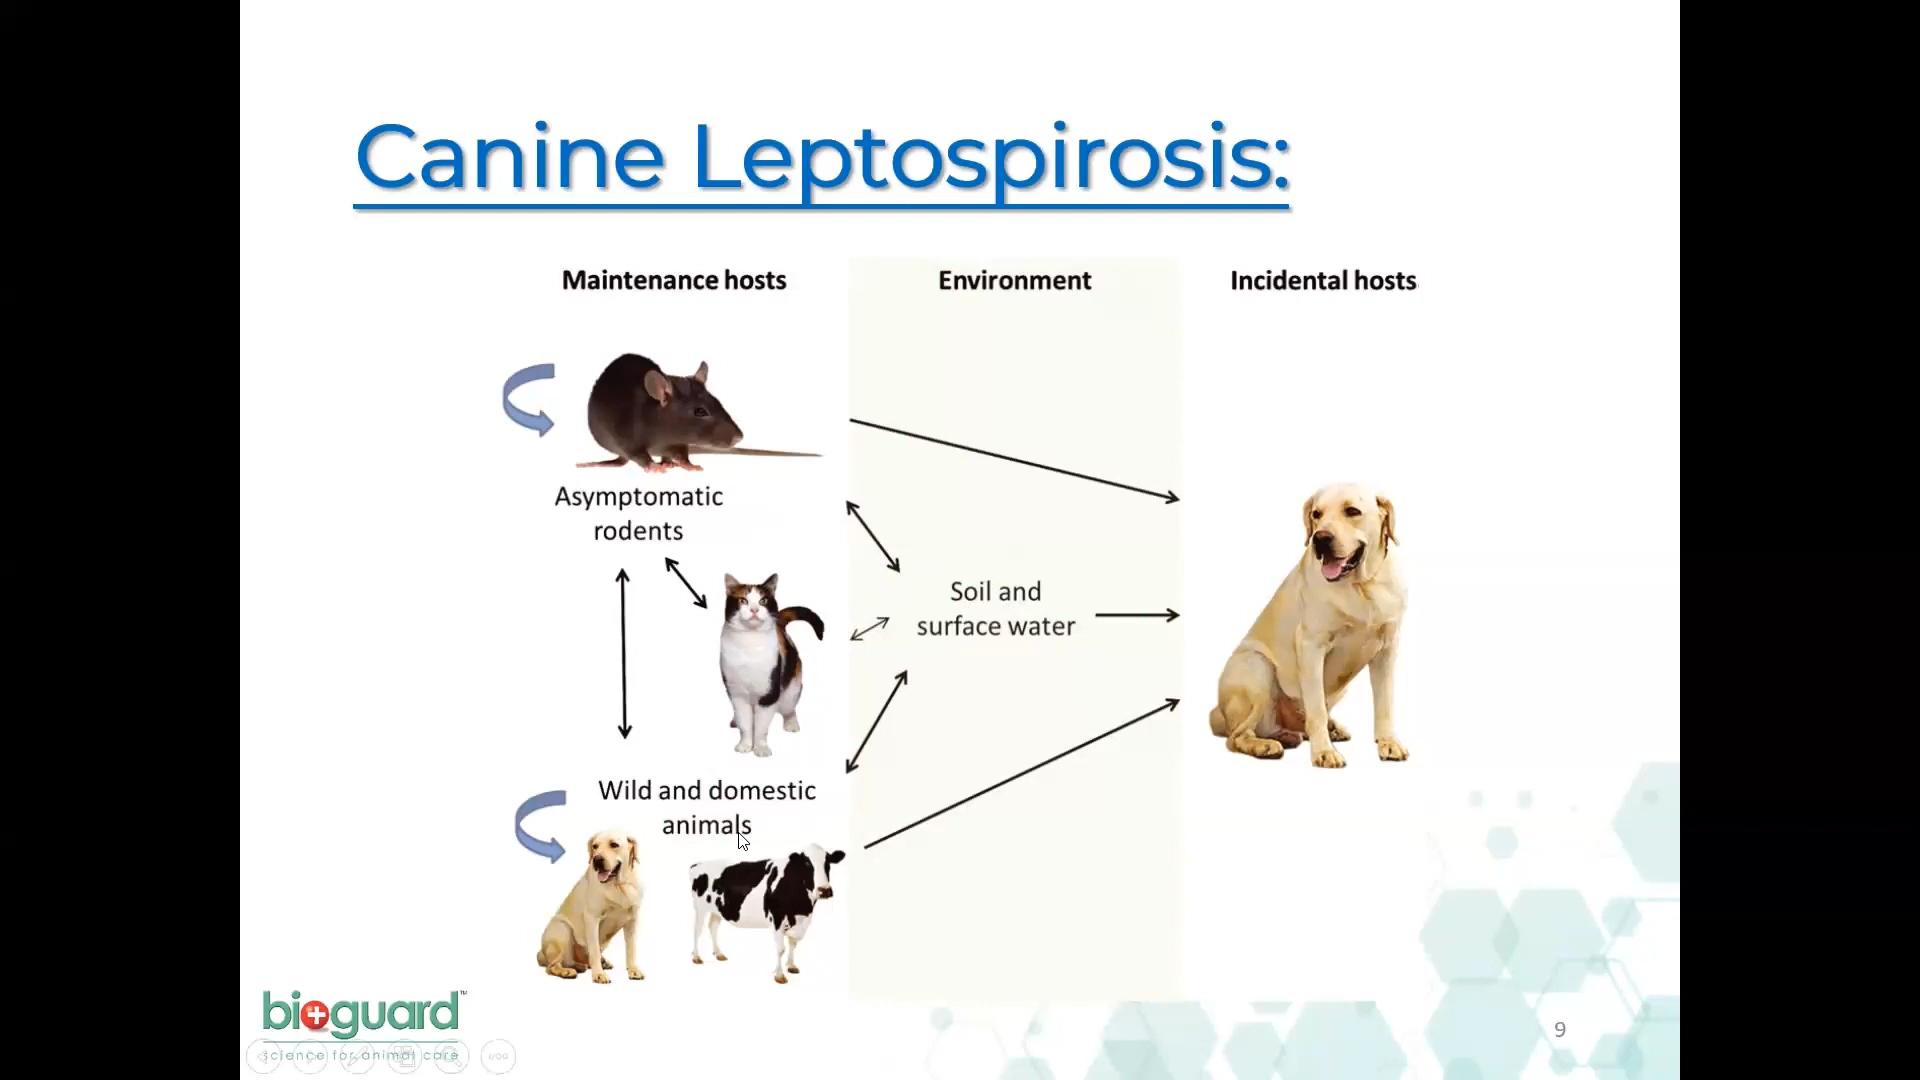 Canine Leptospirosis:
Maintenance hosts
Environment
Incidental hosts
Asymptomatic
rodents
Soil and
surface water
Wild and domestic
animals
bioguard™
science for animal care
9